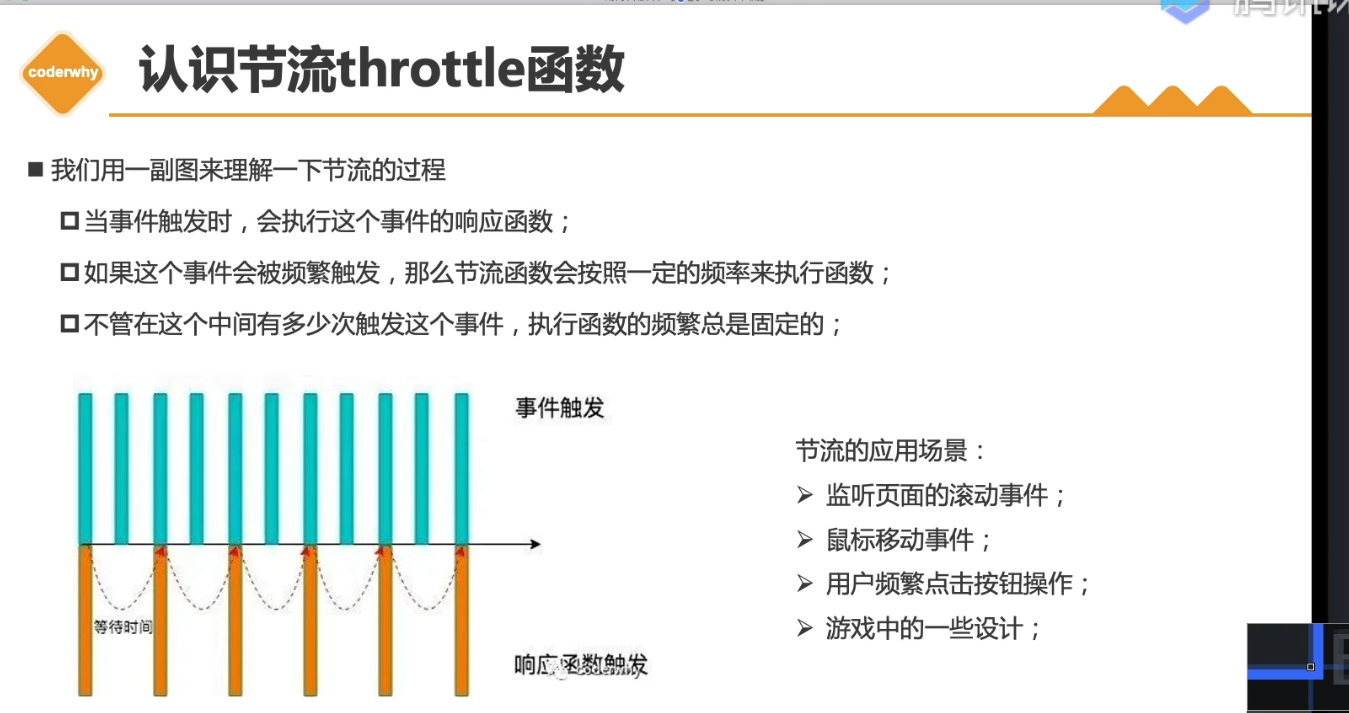 coderwhy
认识节流throttle函数
我们用一副图来理解一下节流的过程
当事件触发时，会执行这个事件的响应函数；
如果这个事件会被频繁触发，那么节流函数会按照一定的频率来执行函数；
不管在这个中间有多少次触发这个事件，执行函数的频繁总是固定的；
事件触发
等待时间
响应函数触发
coderwhy
节流的应用场景：
监听页面的滚动事件；
鼠标移动事件；
用户频繁点击按钮操作；
游戏中的一些设计；